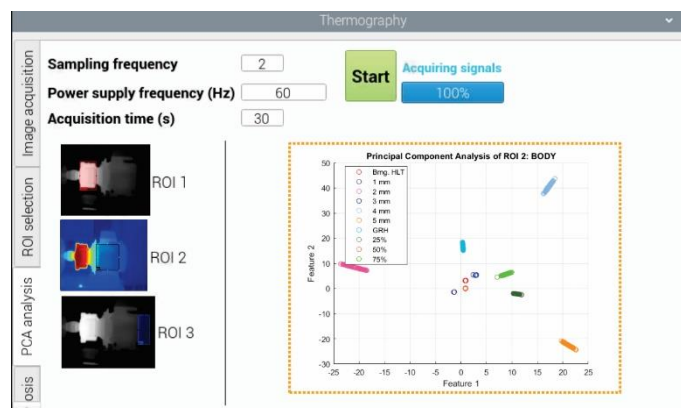 Thermography
Image acquisition
ROI selection
PCA analysis
osis
Sampling frequency 2
Power supply frequency (Hz) 60
Acquisition time (s) 30
Start
Acquiring signals
100%
ROI 1
ROI 2
ROI 3
Principal Component Analysis of ROI 2: BODY
Brng. HLT
1 mm
2 mm
3 mm
4 mm
5 mm
GRH
25%
50%
75%
Feature 2
50
40
30
20
10
0
-10
-20
-30
-25 -20 -15 -10 -5 0 5 10 15 20 25
Feature 1